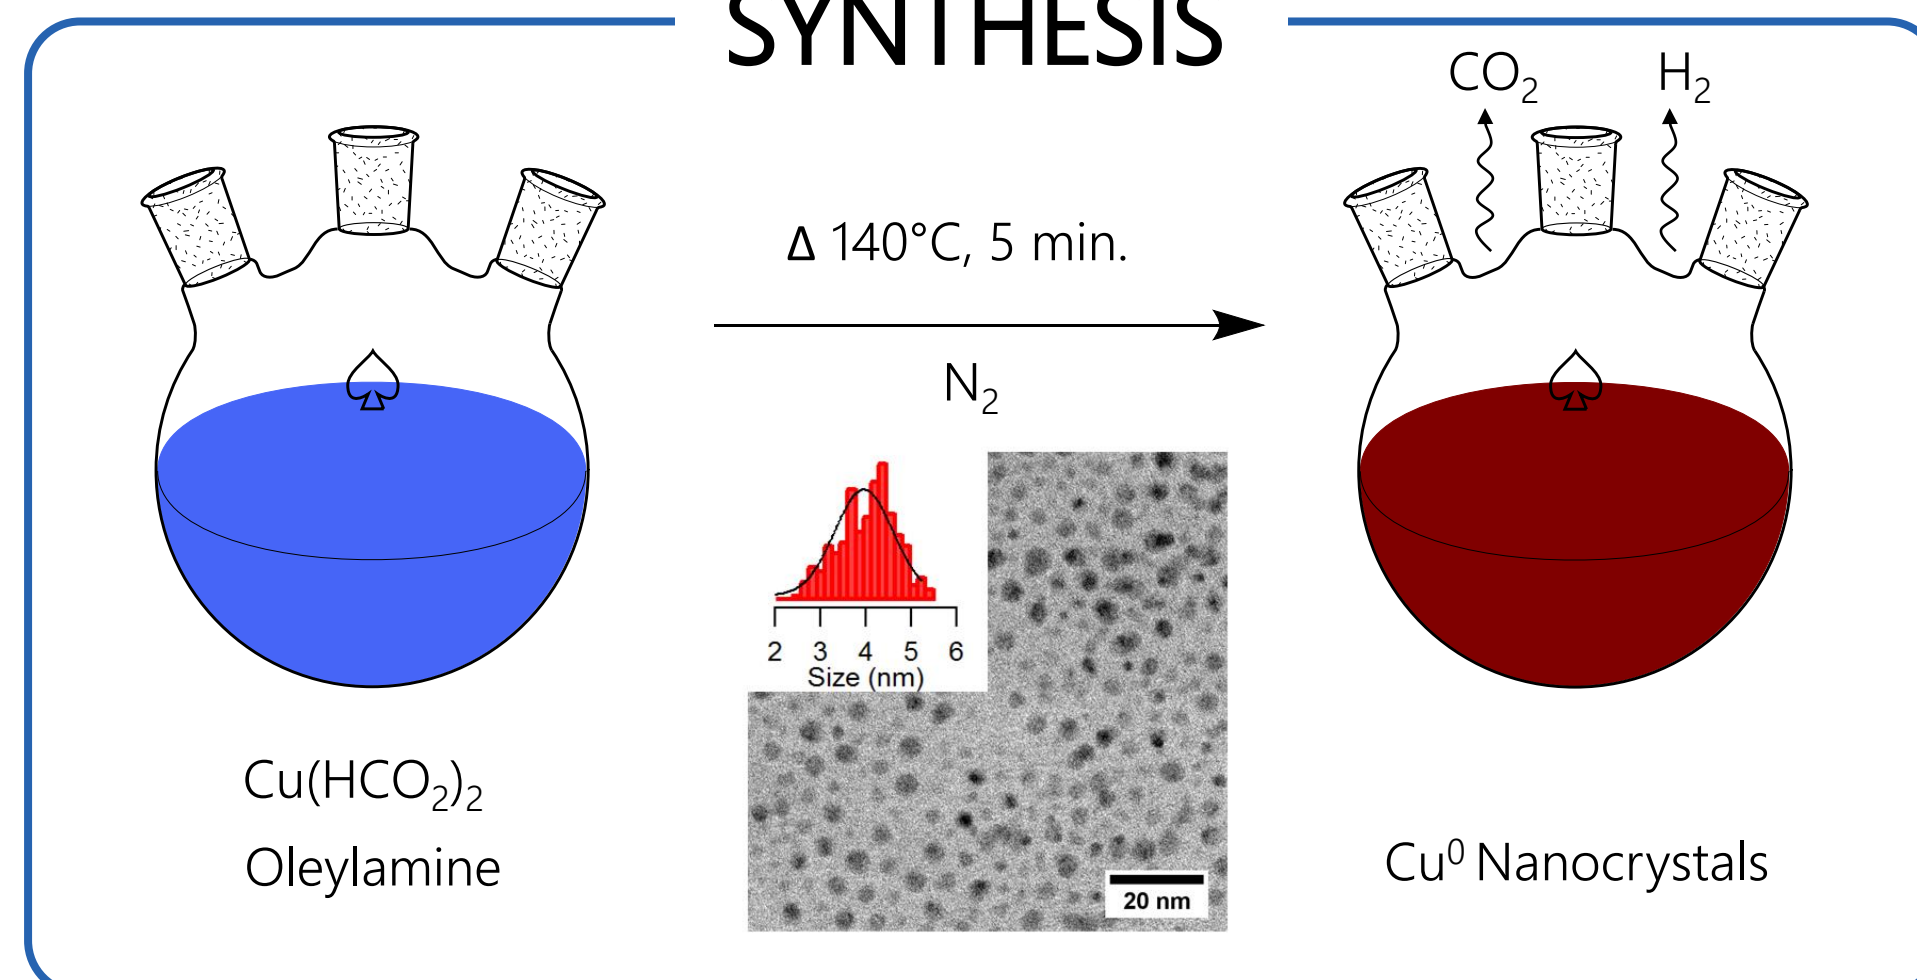 SYNTHESIS
CO₂ H₂
Δ 140°C, 5 min.
N₂
2 3 4 5 6
Size (nm)
20 nm
Cu(HCO₂)₂
Oleylamine
Cu⁰ Nanocrystals